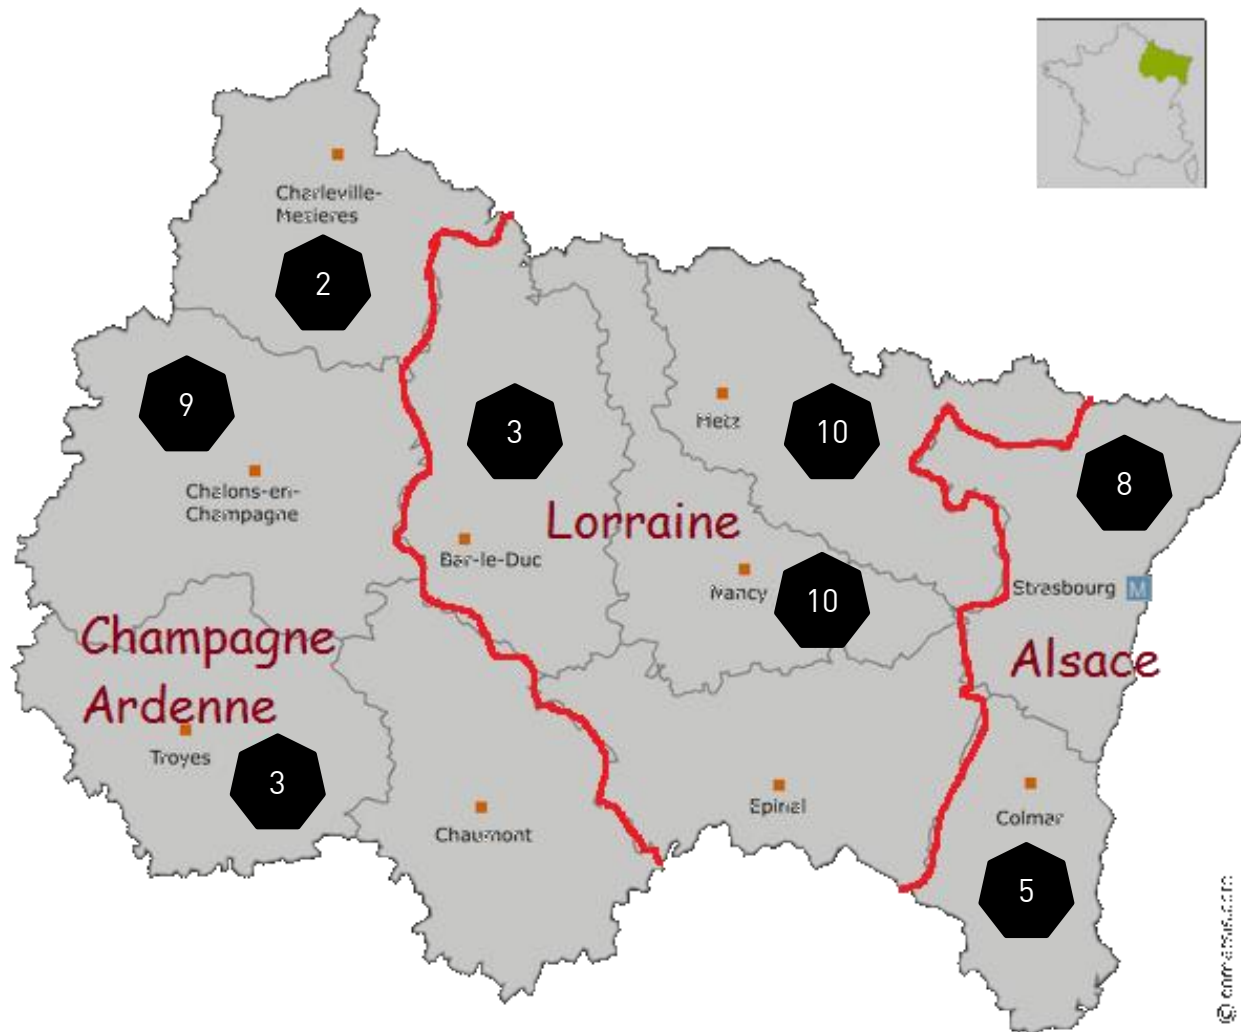 Charleville-
Mezieres
2
9
3
Metz
10
8
Chalons-en-
Champagne
Lorraine
Bar-le-Duc
Nancy
10
Strasbourg M
Champagne
Ardenne
Alsace
Troyes
3
Chaumont
Epinal
Colmar
5